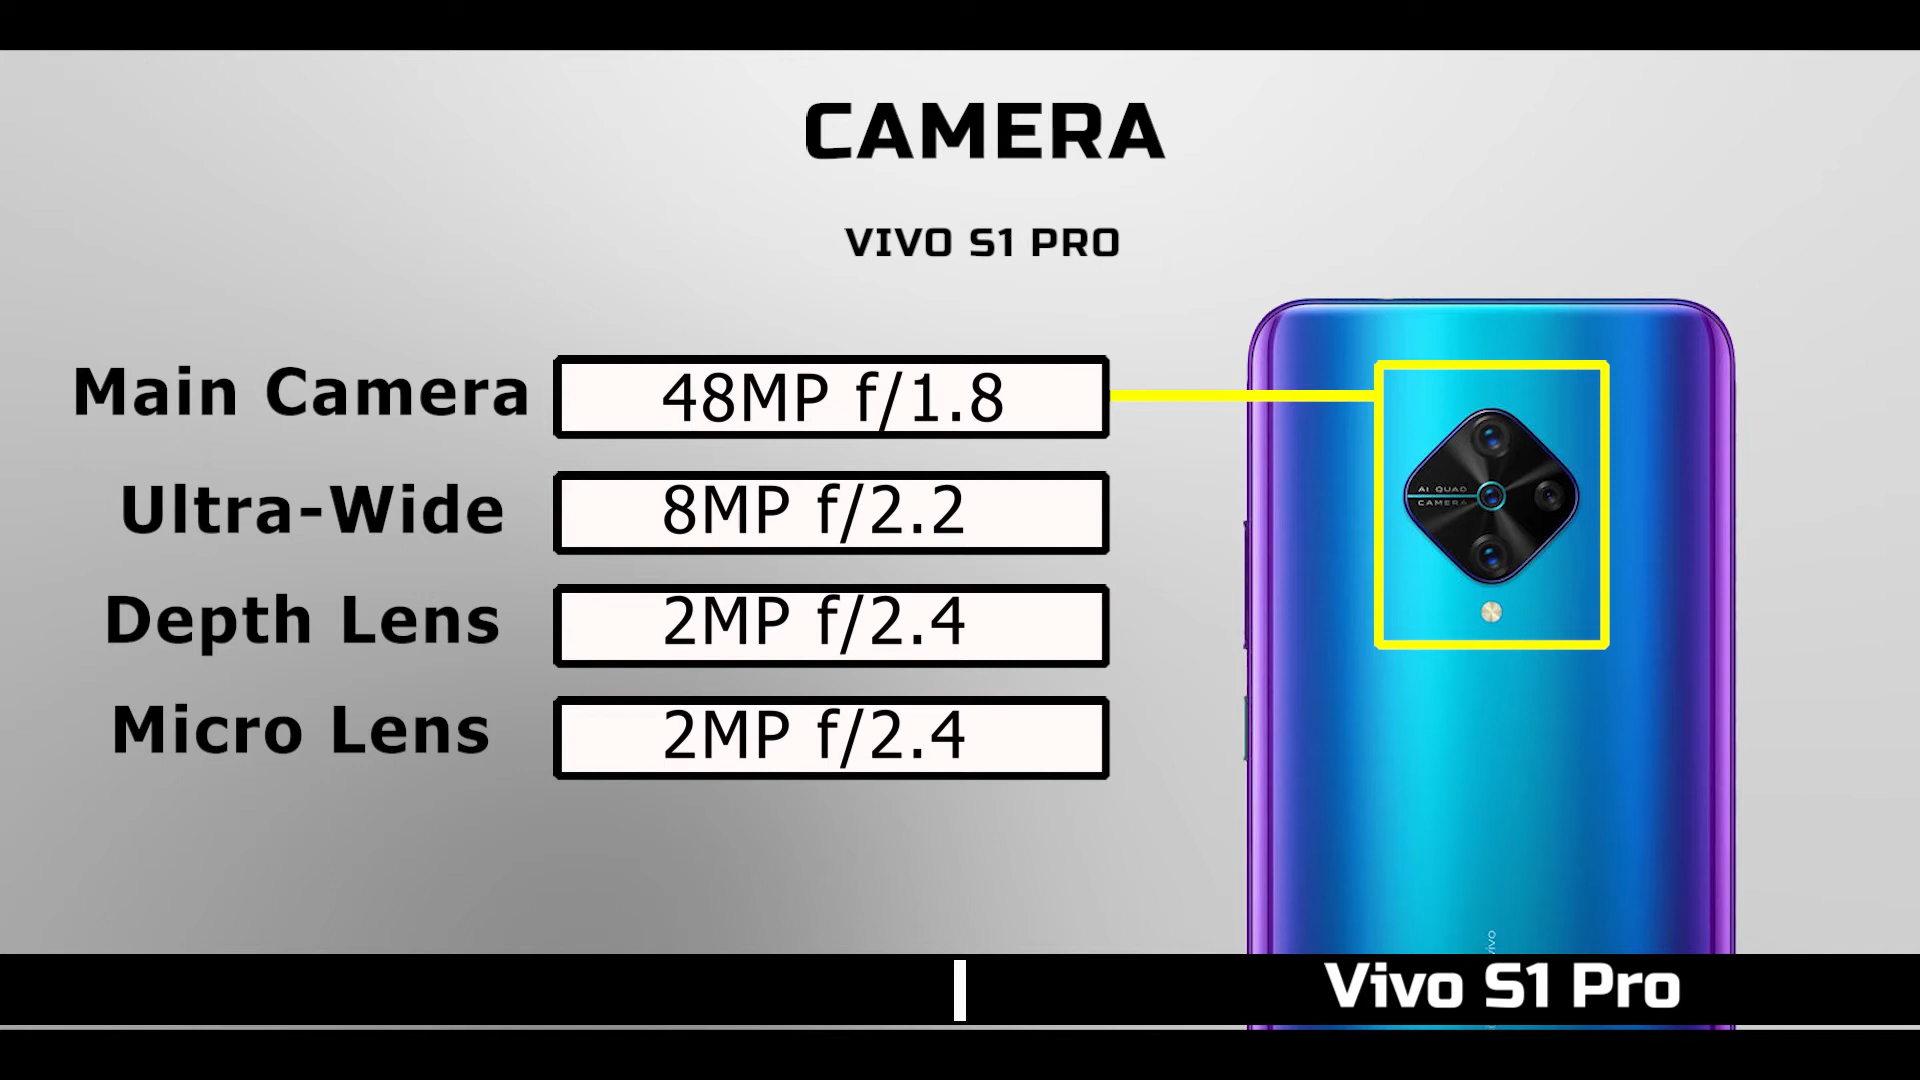 CAMERA
VIVO S1 PRO
Main Camera 48MP f/1.8
Ultra-Wide 8MP f/2.2
Depth Lens 2MP f/2.4
Micro Lens 2MP f/2.4
AI QUAD
CAMERA
vivo
Vivo S1 Pro